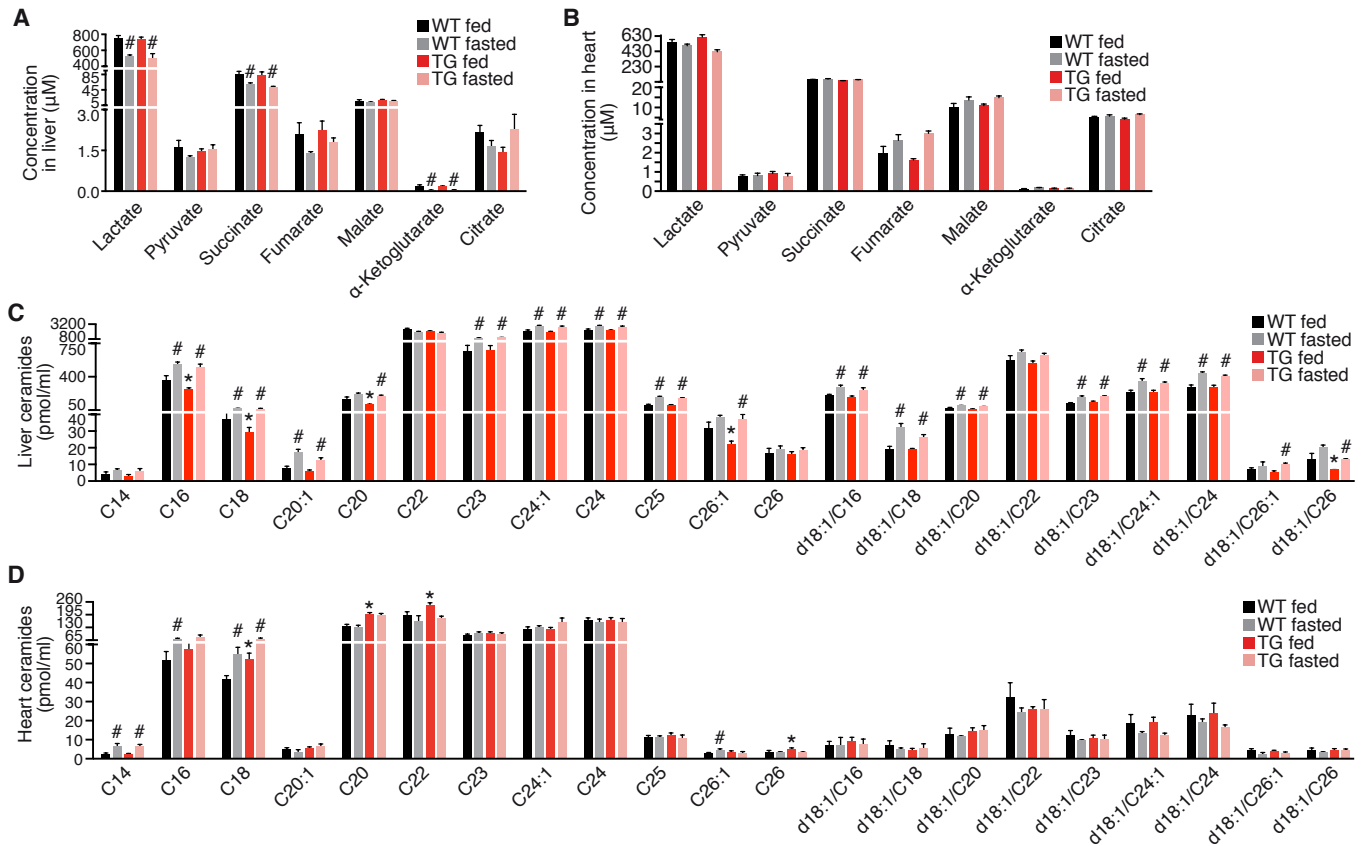 A
Concentration
in liver (μM)
800
600
400
85
45
5
3.0
1.5
0.0
# # # # # #
WT fed
WT fasted
TG fed
TG fasted
Lactate
Pyruvate
Succinate
Fumarate
Malate
α-Ketoglutarate
Citrate
B
Concentration in heart
(μM)
630
430
230
20
10
3
2
1
0
WT fed
WT fasted
TG fed
TG fasted
Lactate
Pyruvate
Succinate
Fumarate
Malate
α-Ketoglutarate
Citrate
C
Liver ceramides
(pmol/ml)
3200
800
750
400
50
40
30
20
10
0
# * # # * # # # * # # # # # # # # # * # # # # # # # # # # # # # # # * #
WT fed
WT fasted
TG fed
TG fasted
C14
C16
C18
C20:1
C20
C22
C23
C24:1
C24
C25
C26:1
C26
d18:1/C16
d18:1/C18
d18:1/C20
d18:1/C22
d18:1/C23
d18:1/C24:1
d18:1/C24
d18:1/C26:1
d18:1/C26
D
Heart ceramides
(pmol/ml)
260
195
130
65
60
50
40
30
20
10
0
# # # # * # * * # *
WT fed
WT fasted
TG fed
TG fasted
C14
C16
C18
C20:1
C20
C22
C23
C24:1
C24
C25
C26:1
C26
d18:1/C16
d18:1/C18
d18:1/C20
d18:1/C22
d18:1/C23
d18:1/C24:1
d18:1/C24
d18:1/C26:1
d18:1/C26